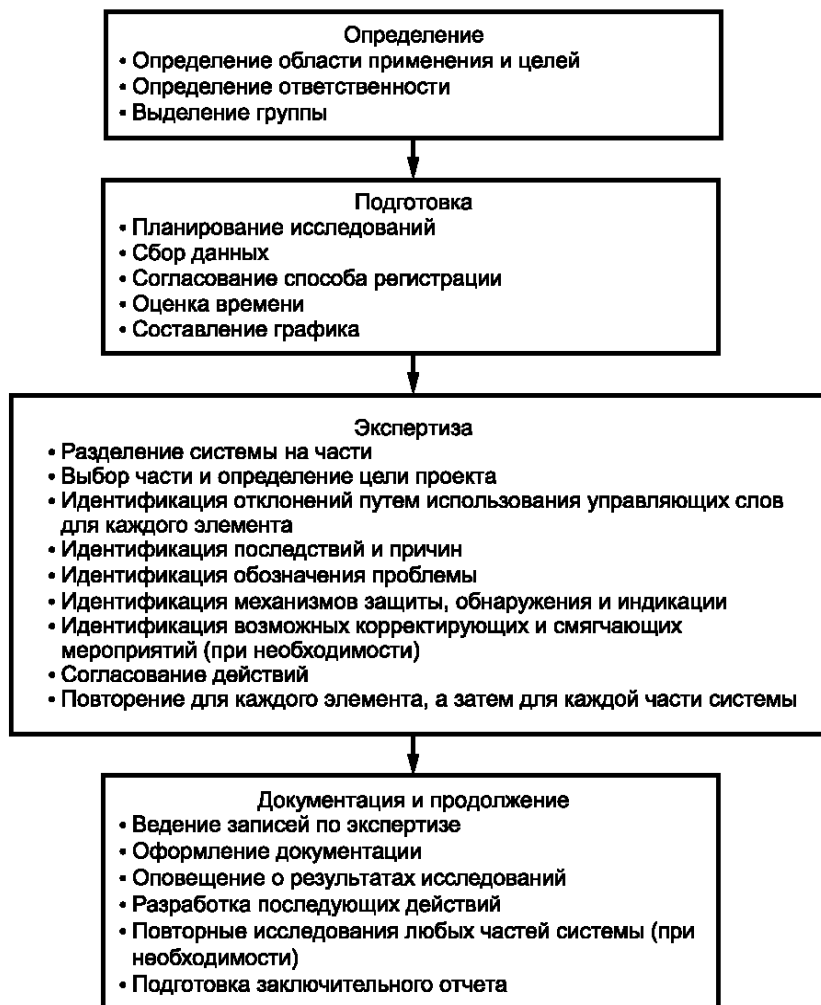 Определение
• Определение области применения и целей
• Определение ответственности
• Выделение группы
Подготовка
• Планирование исследований
• Сбор данных
• Согласование способа регистрации
• Оценка времени
• Составление графика
Экспертиза
• Разделение системы на части
• Выбор части и определение цели проекта
• Идентификация отклонений путем использования управляющих слов
для каждого элемента
• Идентификация последствий и причин
• Идентификация обозначения проблемы
• Идентификация механизмов защиты, обнаружения и индикации
• Идентификация возможных корректирующих и смягчающих
мероприятий (при необходимости)
• Согласование действий
• Повторение для каждого элемента, а затем для каждой части системы
Документация и продолжение
• Ведение записей по экспертизе
• Оформление документации
• Оповещение о результатах исследований
• Разработка последующих действий
• Повторные исследования любых частей системы (при
необходимости)
• Подготовка заключительного отчета